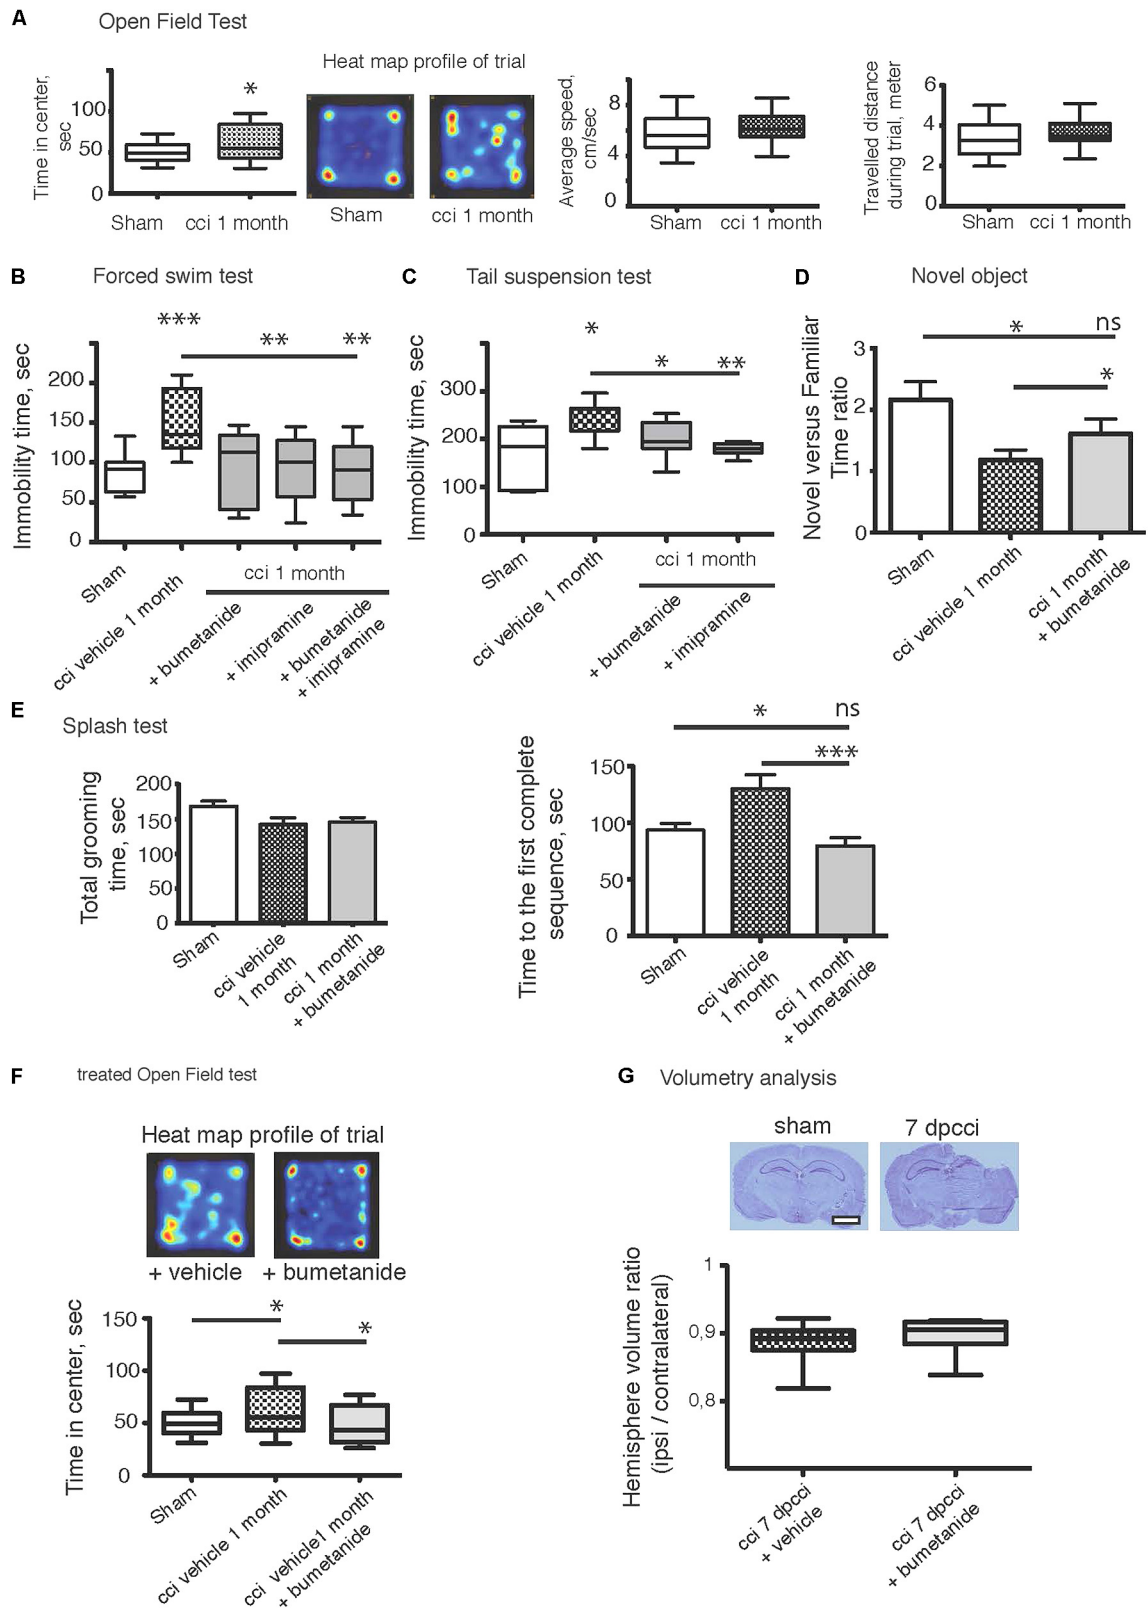 A
Open Field Test
Time in center,
sec
100
50
0
*
Sham
cci 1 month
Heat map profile of trial
Sham
cci 1 month
Average speed,
cm/sec
8
4
0
Sham
cci 1 month
Travelled distance
during trial, meter
6
4
2
0
Sham
cci 1 month
B
Forced swim test
Immobility time, sec
200
150
100
50
0
***
**
**
Sham
cci vehicle 1 month
cci 1 month
+ bumetanide
+ imipramine
+ bumetanide
+ imipramine
C
Tail suspension test
Immobility time, sec
300
200
100
0
*
*
**
Sham
cci vehicle 1 month
cci 1 month
+ bumetanide
+ imipramine
D
Novel object
Novel versus Familiar
Time ratio
3
2
1
0
*
ns
*
Sham
cci vehicle 1 month
cci 1 month
+ bumetanide
E
Splash test
Total grooming
time, sec
200
150
100
50
0
Sham
cci vehicle
1 month
cci 1 month
+ bumetanide
Time to the first complete
sequence, sec
150
100
50
0
*
ns
***
Sham
cci vehicle
1 month
cci 1 month
+ bumetanide
F
treated Open Field test
Heat map profile of trial
+ vehicle
+ bumetanide
Time in center, sec
150
100
50
0
*
*
Sham
cci vehicle 1 month
cci vehicle1 month
+ bumetanide
G
Volumetry analysis
sham
7 dpcci
Hemisphere volume ratio
(ipsi / contralateral)
1
0,9
0,8
cci 7 dpcci
+ vehicle
cci 7 dpcci
+ bumetanide